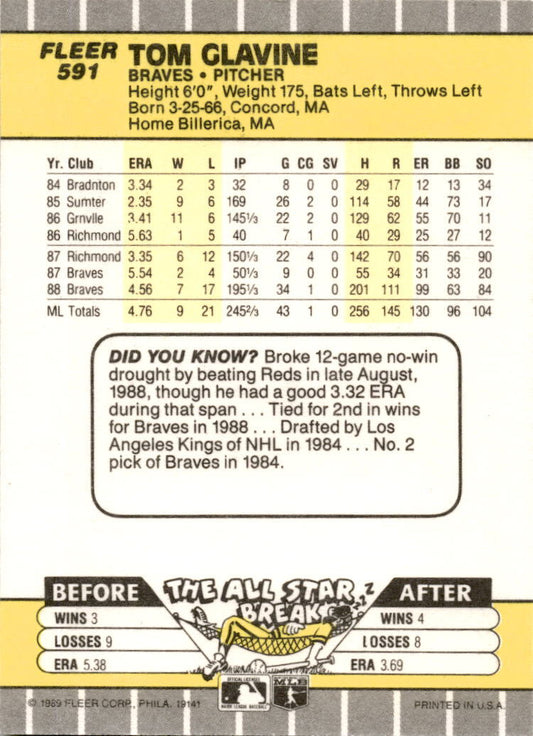 FLEER TOM GLAVINE
591 BRAVES • PITCHER
Height 6'0", Weight 175, Bats Left, Throws Left
Born 3-25-66, Concord, MA
Home Billerica, MA
Yr. Club ERA W L IP G CG SV H R ER BB SO
84 Bradnton 3.34 2 3 32 8 0 0 29 17 12 13 34
85 Sumter 2.35 9 6 169 26 2 0 114 58 44 73 17
86 Grnvlle 3.41 11 6 145⅓ 22 2 0 129 62 55 70 11
86 Richmond 5.63 1 5 40 7 1 0 40 29 25 27 12
87 Richmond 3.35 6 12 150⅓ 22 4 0 142 70 56 56 90
87 Braves 5.54 2 4 50⅓ 9 0 0 55 34 31 33 20
88 Braves 4.56 7 17 195⅓ 34 1 0 201 111 99 63 84
ML Totals 4.76 9 21 245⅔ 43 1 0 256 145 130 96 104
DID YOU KNOW? Broke 12-game no-win
drought by beating Reds in late August,
1988, though he had a good 3.32 ERA
during that span . . . Tied for 2nd in wins
for Braves in 1988 . . . Drafted by Los
Angeles Kings of NHL in 1984 . . . No. 2
pick of Braves in 1984.
BEFORE THE ALL STAR BREAK ZZZ AFTER
WINS 3 WINS 4
LOSSES 9 LOSSES 8
ERA 5.38 ERA 3.69
OFFICIAL LICENSEE
MAJOR LEAGUE BASEBALL
MLB
© 1989 FLEER CORP., PHILA. 19141 PRINTED IN U.S.A.